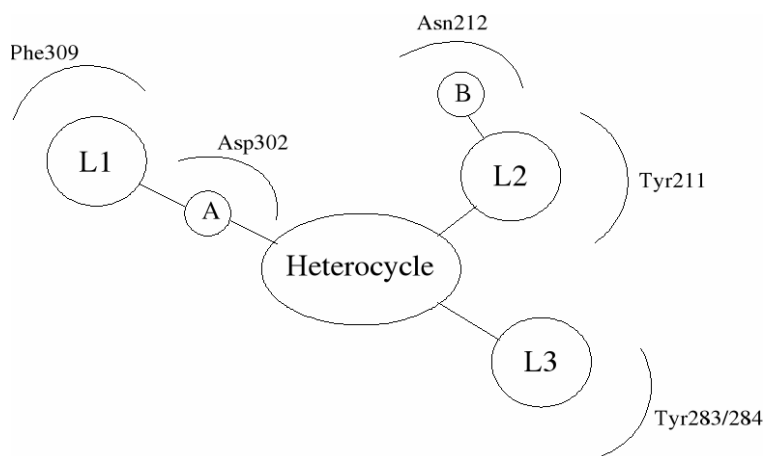 Asn212
Phe309
B
Asp302
L1
L2
Tyr211
A
Heterocycle
L3
Tyr283/284